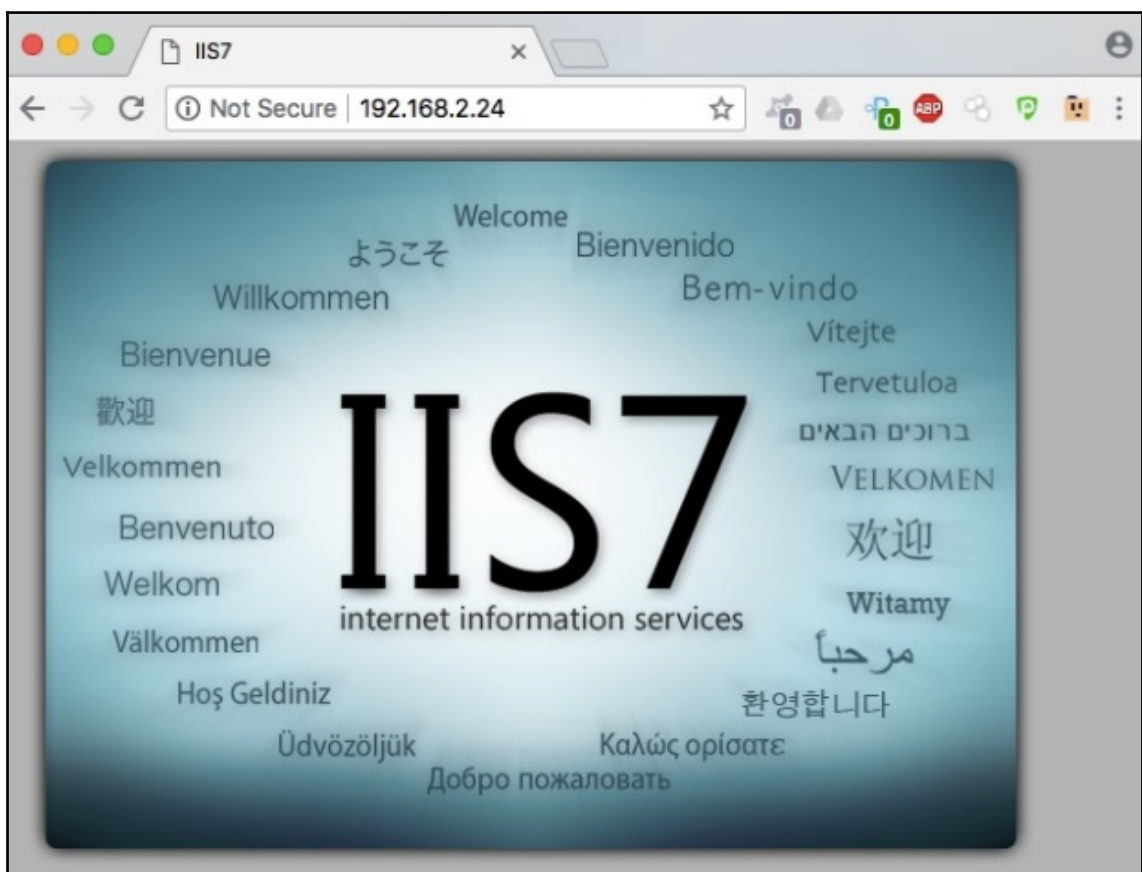 IIS7
Not Secure | 192.168.2.24
0
0
ABP
Welcome
ようこそ
Bienvenido
Willkommen
Bem-vindo
Vítejte
Bienvenue
Tervetuloa
歡迎
ברוכים הבאים
Velkommen
VELKOMEN
Benvenuto
欢迎
Welkom
Witamy
Välkommen
مرحباً
Hoş Geldiniz
환영합니다
Üdvözöljük
Καλώς ορίσατε
Добро пожаловать
IIS7
internet information services